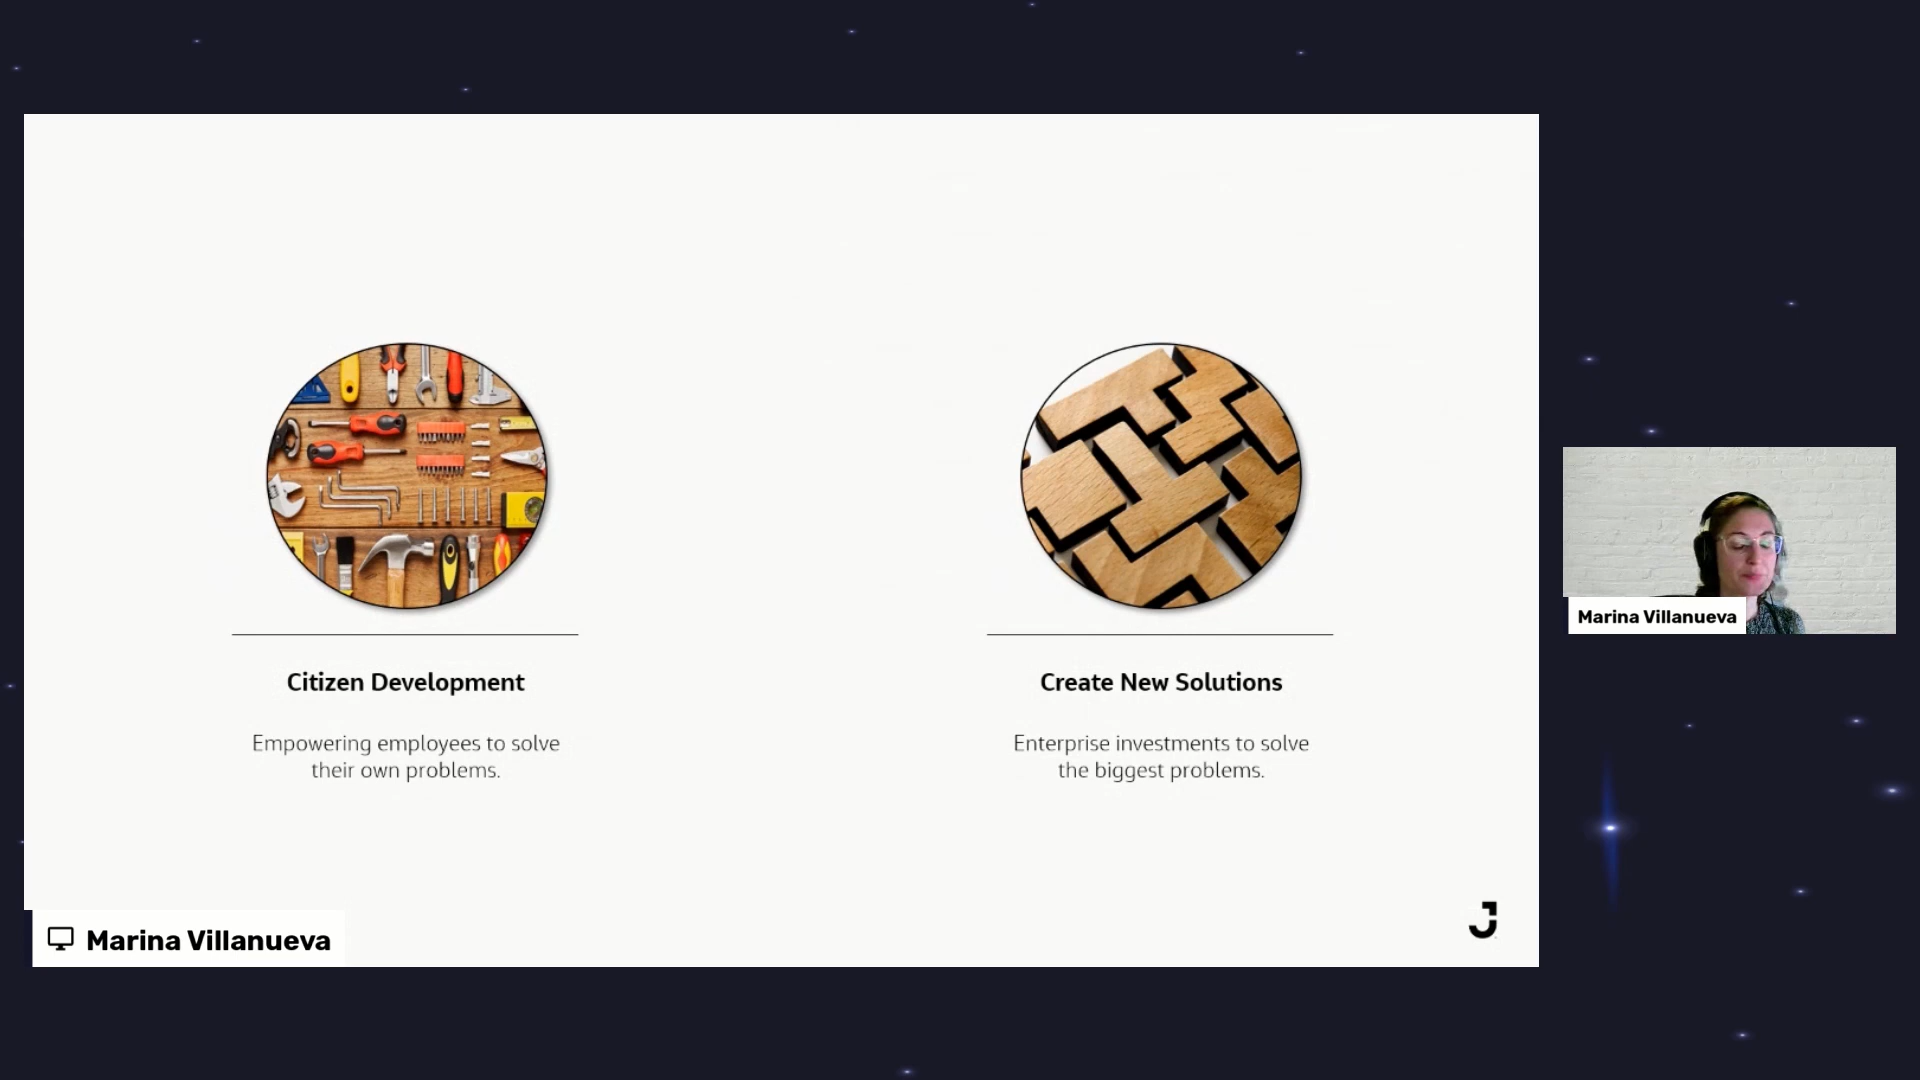 Citizen Development
Empowering employees to solve
their own problems.
Create New Solutions
Enterprise investments to solve
the biggest problems.
J
Marina Villanueva
Marina Villanueva